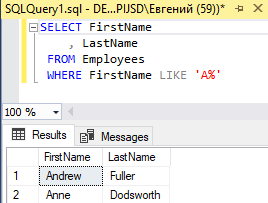 SQLQuery1.sql - DE...PIJSD\Евгений (59))*
SELECT FirstName
, LastName
FROM Employees
WHERE FirstName LIKE 'A%'
100 %
Results Messages
FirstName LastName
1 Andrew Fuller
2 Anne Dodsworth